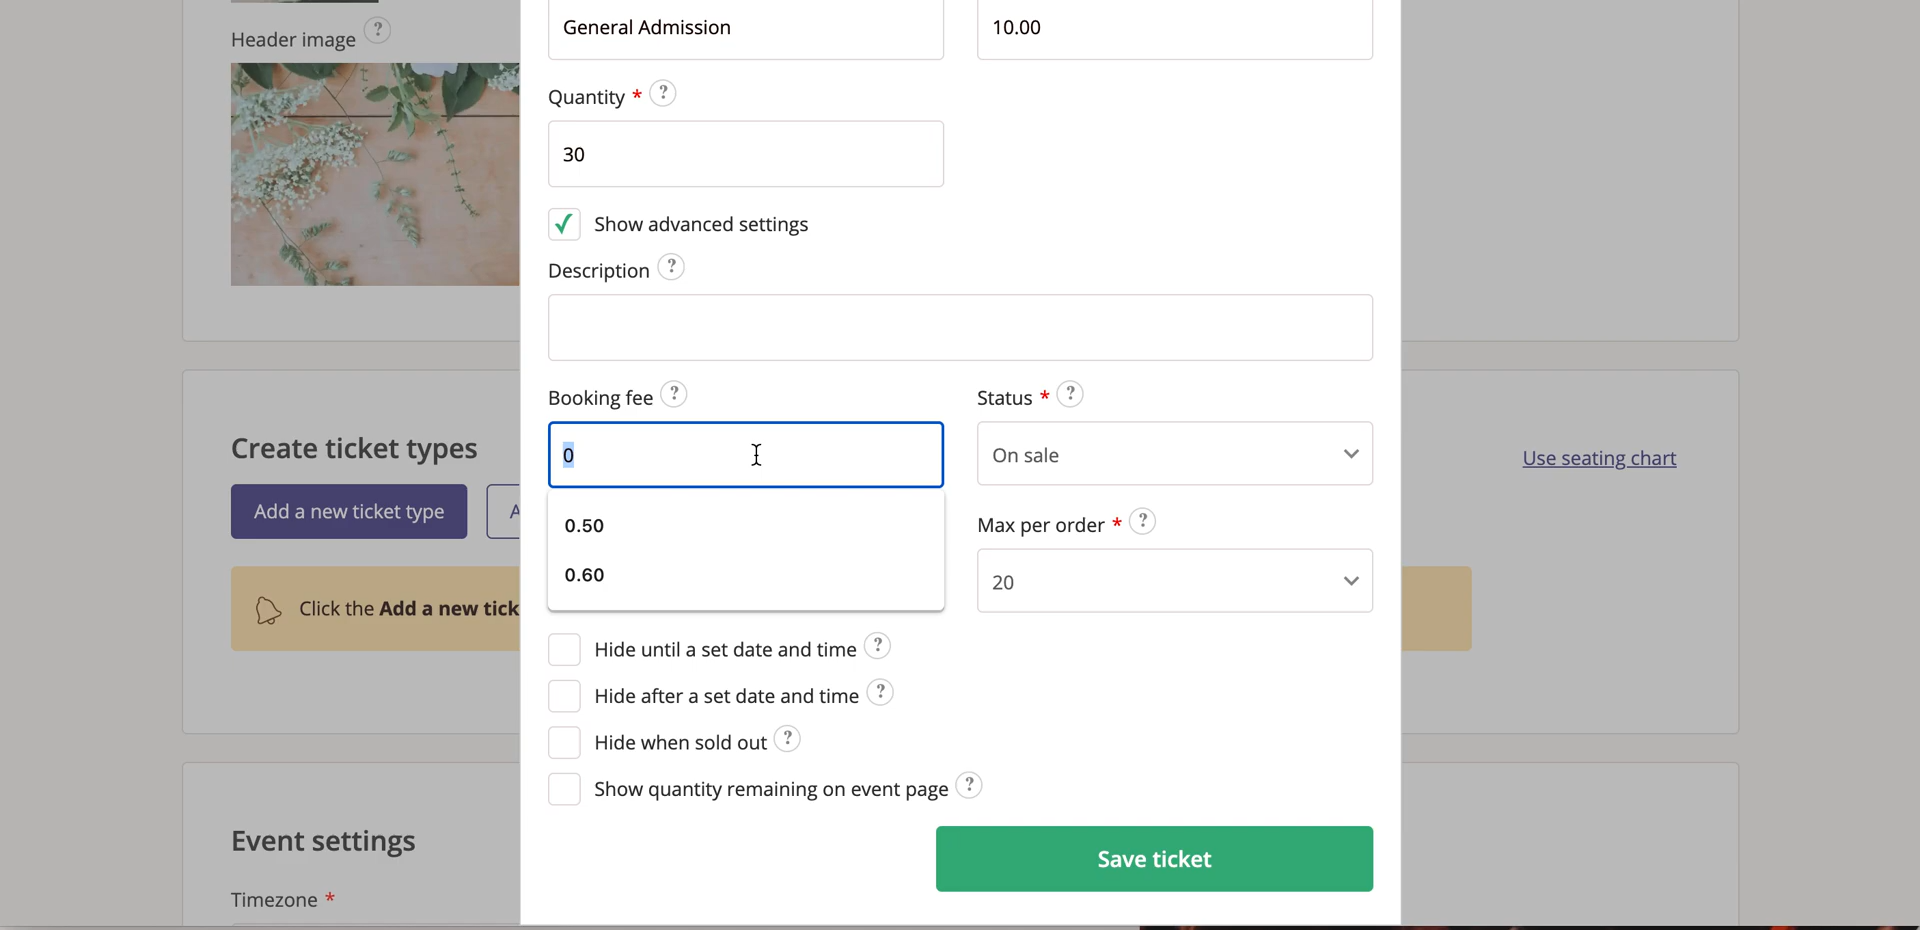 Header image ?
General Admission
10.00
Quantity * ?
30
Show advanced settings
Description ?
Booking fee ?
Status * ?
0
On sale
0.50
0.60
Max per order * ?
20
Create ticket types
Use seating chart
Add a new ticket type
A
Click the Add a new tick
Hide until a set date and time ?
Hide after a set date and time ?
Hide when sold out ?
Show quantity remaining on event page ?
Save ticket
Event settings
Timezone *